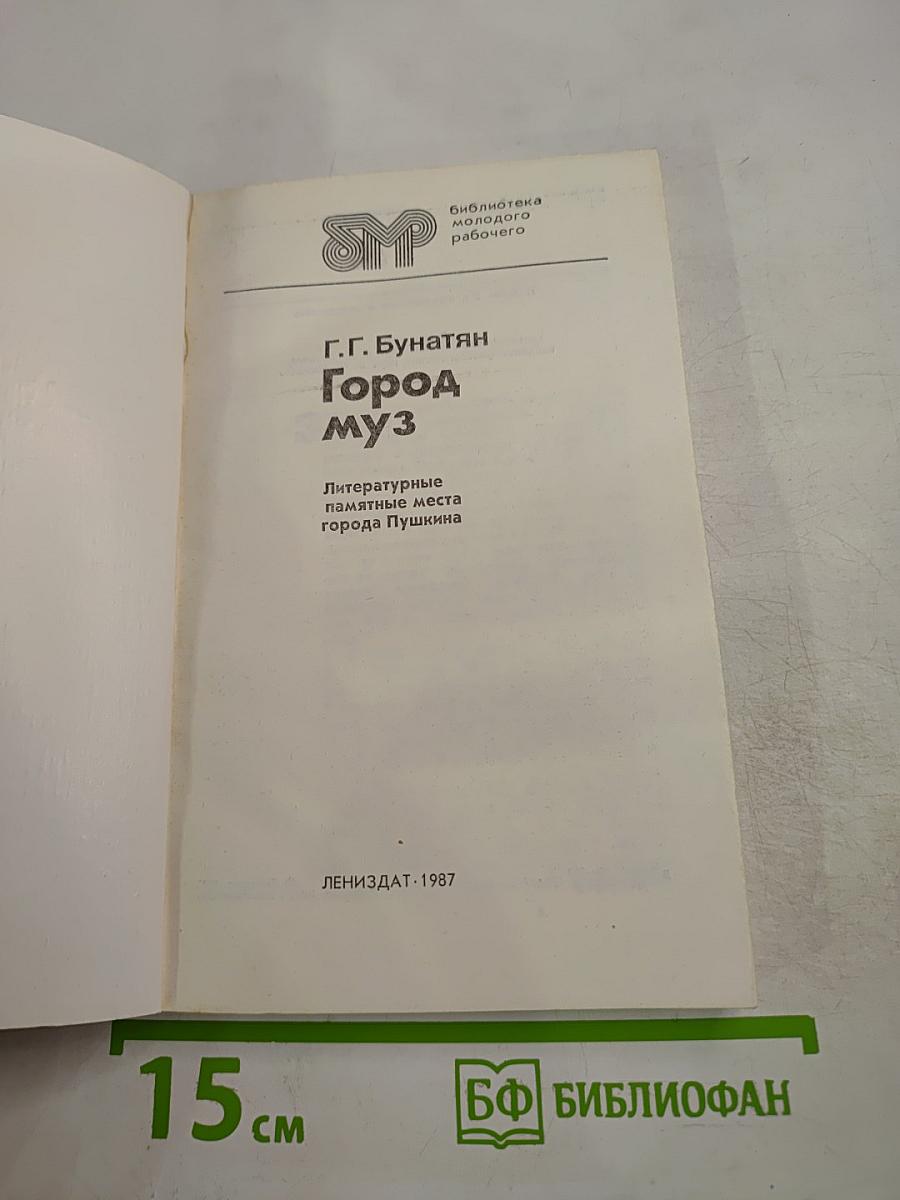 БМР
библиотека
молодого
рабочего
Г.Г. Бунатян
Город
муз
Литературные
памятные места
города Пушкина
ЛЕНИЗДАТ · 1987
15 см
БФ БИБЛИОФАН